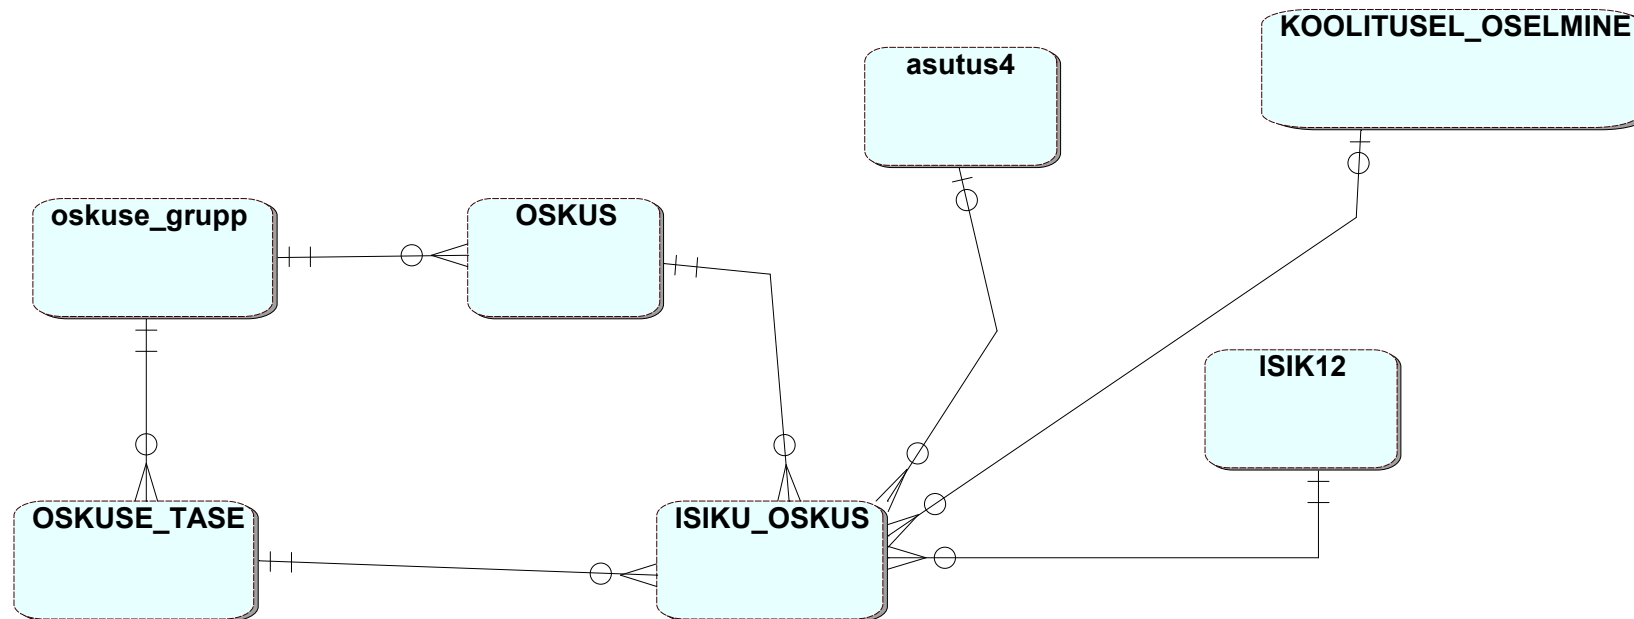 KOOLITUSEL_OSELMINE
asutus4
oskuse_grupp
OSKUS
ISIK12
OSKUSE_TASE
ISIKU_OSKUS